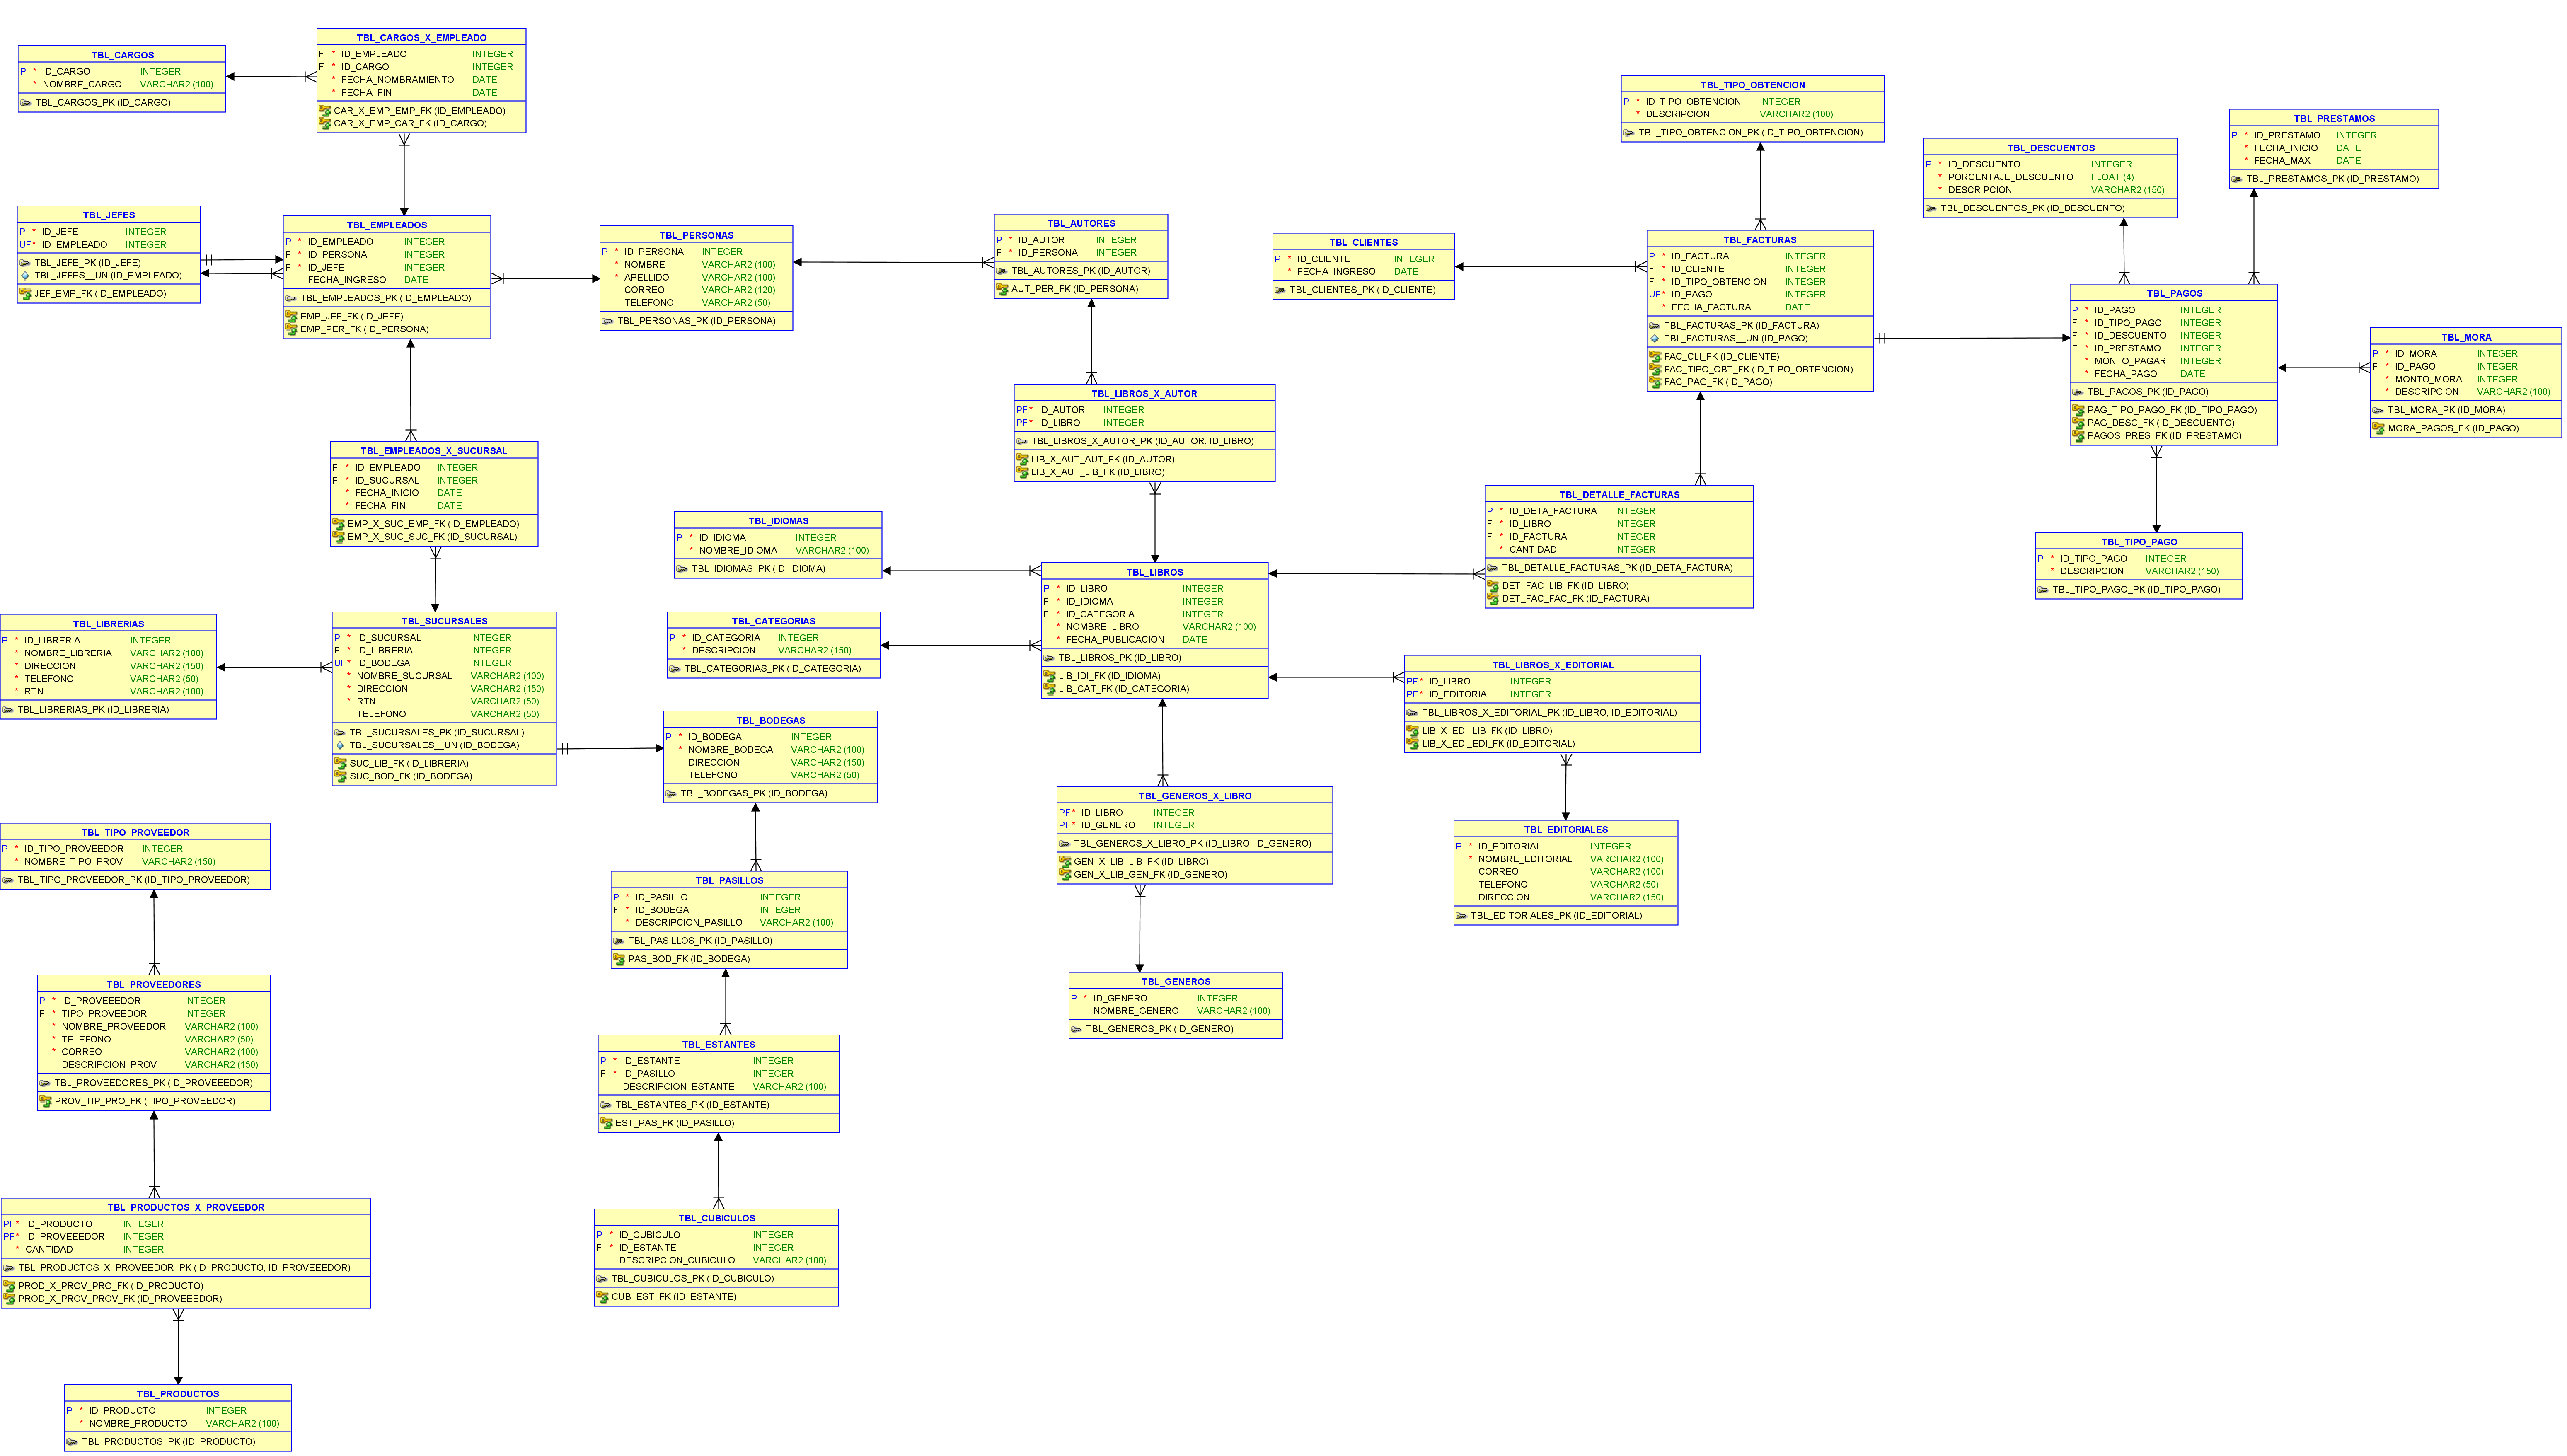 TBL_CARGOS
P * ID_CARGO INTEGER
* NOMBRE_CARGO VARCHAR2 (100)
TBL_CARGOS_PK (ID_CARGO)
TBL_CARGOS_X_EMPLEADO
F * ID_EMPLEADO INTEGER
F * ID_CARGO INTEGER
* FECHA_NOMBRAMIENTO DATE
* FECHA_FIN DATE
CAR_X_EMP_EMP_FK (ID_EMPLEADO)
CAR_X_EMP_CAR_FK (ID_CARGO)
TBL_JEFES
P * ID_JEFE INTEGER
UF* ID_EMPLEADO INTEGER
TBL_JEFE_PK (ID_JEFE)
TBL_JEFES__UN (ID_EMPLEADO)
JEF_EMP_FK (ID_EMPLEADO)
TBL_EMPLEADOS
P * ID_EMPLEADO INTEGER
F * ID_PERSONA INTEGER
F * ID_JEFE INTEGER
FECHA_INGRESO DATE
TBL_EMPLEADOS_PK (ID_EMPLEADO)
EMP_JEF_FK (ID_JEFE)
EMP_PER_FK (ID_PERSONA)
TBL_PERSONAS
P * ID_PERSONA INTEGER
* NOMBRE VARCHAR2 (100)
* APELLIDO VARCHAR2 (100)
CORREO VARCHAR2 (120)
TELEFONO VARCHAR2 (50)
TBL_PERSONAS_PK (ID_PERSONA)
TBL_AUTORES
P * ID_AUTOR INTEGER
F * ID_PERSONA INTEGER
TBL_AUTORES_PK (ID_AUTOR)
AUT_PER_FK (ID_PERSONA)
TBL_CLIENTES
P * ID_CLIENTE INTEGER
* FECHA_INGRESO DATE
TBL_CLIENTES_PK (ID_CLIENTE)
TBL_TIPO_OBTENCION
P * ID_TIPO_OBTENCION INTEGER
* DESCRIPCION VARCHAR2 (100)
TBL_TIPO_OBTENCION_PK (ID_TIPO_OBTENCION)
TBL_FACTURAS
P * ID_FACTURA INTEGER
F * ID_CLIENTE INTEGER
F * ID_TIPO_OBTENCION INTEGER
UF* ID_PAGO INTEGER
* FECHA_FACTURA DATE
TBL_FACTURAS_PK (ID_FACTURA)
TBL_FACTURAS__UN (ID_PAGO)
FAC_CLI_FK (ID_CLIENTE)
FAC_TIPO_OBT_FK (ID_TIPO_OBTENCION)
FAC_PAG_FK (ID_PAGO)
TBL_DESCUENTOS
P * ID_DESCUENTO INTEGER
* PORCENTAJE_DESCUENTO FLOAT (4)
* DESCRIPCION VARCHAR2 (150)
TBL_DESCUENTOS_PK (ID_DESCUENTO)
TBL_PRESTAMOS
P * ID_PRESTAMO INTEGER
* FECHA_INICIO DATE
* FECHA_MAX DATE
TBL_PRESTAMOS_PK (ID_PRESTAMO)
TBL_PAGOS
P * ID_PAGO INTEGER
F * ID_TIPO_PAGO INTEGER
F * ID_DESCUENTO INTEGER
F * ID_PRESTAMO INTEGER
* MONTO_PAGAR INTEGER
* FECHA_PAGO DATE
TBL_PAGOS_PK (ID_PAGO)
PAG_TIPO_PAGO_FK (ID_TIPO_PAGO)
PAG_DESC_FK (ID_DESCUENTO)
PAGOS_PRES_FK (ID_PRESTAMO)
TBL_MORA
P * ID_MORA INTEGER
F * ID_PAGO INTEGER
* MONTO_MORA INTEGER
* DESCRIPCION VARCHAR2 (100)
TBL_MORA_PK (ID_MORA)
MORA_PAGOS_FK (ID_PAGO)
TBL_TIPO_PAGO
P * ID_TIPO_PAGO INTEGER
* DESCRIPCION VARCHAR2 (150)
TBL_TIPO_PAGO_PK (ID_TIPO_PAGO)
TBL_LIBROS_X_AUTOR
PF* ID_AUTOR INTEGER
PF* ID_LIBRO INTEGER
TBL_LIBROS_X_AUTOR_PK (ID_AUTOR, ID_LIBRO)
LIB_X_AUT_AUT_FK (ID_AUTOR)
LIB_X_AUT_LIB_FK (ID_LIBRO)
TBL_EMPLEADOS_X_SUCURSAL
F * ID_EMPLEADO INTEGER
F * ID_SUCURSAL INTEGER
* FECHA_INICIO DATE
* FECHA_FIN DATE
EMP_X_SUC_EMP_FK (ID_EMPLEADO)
EMP_X_SUC_SUC_FK (ID_SUCURSAL)
TBL_IDIOMAS
P * ID_IDIOMA INTEGER
* NOMBRE_IDIOMA VARCHAR2 (100)
TBL_IDIOMAS_PK (ID_IDIOMA)
TBL_LIBROS
P * ID_LIBRO INTEGER
F * ID_IDIOMA INTEGER
F * ID_CATEGORIA INTEGER
* NOMBRE_LIBRO VARCHAR2 (100)
* FECHA_PUBLICACION DATE
TBL_LIBROS_PK (ID_LIBRO)
LIB_IDI_FK (ID_IDIOMA)
LIB_CAT_FK (ID_CATEGORIA)
TBL_DETALLE_FACTURAS
P * ID_DETA_FACTURA INTEGER
F * ID_LIBRO INTEGER
F * ID_FACTURA INTEGER
* CANTIDAD INTEGER
TBL_DETALLE_FACTURAS_PK (ID_DETA_FACTURA)
DET_FAC_LIB_FK (ID_LIBRO)
DET_FAC_FAC_FK (ID_FACTURA)
TBL_LIBRERIAS
P * ID_LIBRERIA INTEGER
* NOMBRE_LIBRERIA VARCHAR2 (100)
* DIRECCION VARCHAR2 (150)
* TELEFONO VARCHAR2 (50)
* RTN VARCHAR2 (100)
TBL_LIBRERIAS_PK (ID_LIBRERIA)
TBL_SUCURSALES
P * ID_SUCURSAL INTEGER
F * ID_LIBRERIA INTEGER
UF* ID_BODEGA INTEGER
* NOMBRE_SUCURSAL VARCHAR2 (100)
* DIRECCION VARCHAR2 (150)
* RTN VARCHAR2 (50)
TELEFONO VARCHAR2 (50)
TBL_SUCURSALES_PK (ID_SUCURSAL)
TBL_SUCURSALES__UN (ID_BODEGA)
SUC_LIB_FK (ID_LIBRERIA)
SUC_BOD_FK (ID_BODEGA)
TBL_CATEGORIAS
P * ID_CATEGORIA INTEGER
* DESCRIPCION VARCHAR2 (150)
TBL_CATEGORIAS_PK (ID_CATEGORIA)
TBL_LIBROS_X_EDITORIAL
PF* ID_LIBRO INTEGER
PF* ID_EDITORIAL INTEGER
TBL_LIBROS_X_EDITORIAL_PK (ID_LIBRO, ID_EDITORIAL)
LIB_X_EDI_LIB_FK (ID_LIBRO)
LIB_X_EDI_EDI_FK (ID_EDITORIAL)
TBL_BODEGAS
P * ID_BODEGA INTEGER
* NOMBRE_BODEGA VARCHAR2 (100)
DIRECCION VARCHAR2 (150)
TELEFONO VARCHAR2 (50)
TBL_BODEGAS_PK (ID_BODEGA)
TBL_GENEROS_X_LIBRO
PF* ID_LIBRO INTEGER
PF* ID_GENERO INTEGER
TBL_GENEROS_X_LIBRO_PK (ID_LIBRO, ID_GENERO)
GEN_X_LIB_LIB_FK (ID_LIBRO)
GEN_X_LIB_GEN_FK (ID_GENERO)
TBL_EDITORIALES
P * ID_EDITORIAL INTEGER
* NOMBRE_EDITORIAL VARCHAR2 (100)
CORREO VARCHAR2 (100)
TELEFONO VARCHAR2 (50)
DIRECCION VARCHAR2 (150)
TBL_EDITORIALES_PK (ID_EDITORIAL)
TBL_TIPO_PROVEEDOR
P * ID_TIPO_PROVEEDOR INTEGER
* NOMBRE_TIPO_PROV VARCHAR2 (150)
TBL_TIPO_PROVEEDOR_PK (ID_TIPO_PROVEEDOR)
TBL_PASILLOS
P * ID_PASILLO INTEGER
F * ID_BODEGA INTEGER
* DESCRIPCION_PASILLO VARCHAR2 (100)
TBL_PASILLOS_PK (ID_PASILLO)
PAS_BOD_FK (ID_BODEGA)
TBL_GENEROS
P * ID_GENERO INTEGER
NOMBRE_GENERO VARCHAR2 (100)
TBL_GENEROS_PK (ID_GENERO)
TBL_PROVEEDORES
P * ID_PROVEEEDOR INTEGER
F * TIPO_PROVEEDOR INTEGER
* NOMBRE_PROVEEDOR VARCHAR2 (100)
* TELEFONO VARCHAR2 (50)
* CORREO VARCHAR2 (100)
DESCRIPCION_PROV VARCHAR2 (150)
TBL_PROVEEDORES_PK (ID_PROVEEEDOR)
PROV_TIP_PRO_FK (TIPO_PROVEEDOR)
TBL_ESTANTES
P * ID_ESTANTE INTEGER
F * ID_PASILLO INTEGER
DESCRIPCION_ESTANTE VARCHAR2 (100)
TBL_ESTANTES_PK (ID_ESTANTE)
EST_PAS_FK (ID_PASILLO)
TBL_PRODUCTOS_X_PROVEEDOR
PF* ID_PRODUCTO INTEGER
PF* ID_PROVEEEDOR INTEGER
* CANTIDAD INTEGER
TBL_PRODUCTOS_X_PROVEEDOR_PK (ID_PRODUCTO, ID_PROVEEEDOR)
PROD_X_PROV_PRO_FK (ID_PRODUCTO)
PROD_X_PROV_PROV_FK (ID_PROVEEEDOR)
TBL_CUBICULOS
P * ID_CUBICULO INTEGER
F * ID_ESTANTE INTEGER
DESCRIPCION_CUBICULO VARCHAR2 (100)
TBL_CUBICULOS_PK (ID_CUBICULO)
CUB_EST_FK (ID_ESTANTE)
TBL_PRODUCTOS
P * ID_PRODUCTO INTEGER
* NOMBRE_PRODUCTO VARCHAR2 (100)
TBL_PRODUCTOS_PK (ID_PRODUCTO)